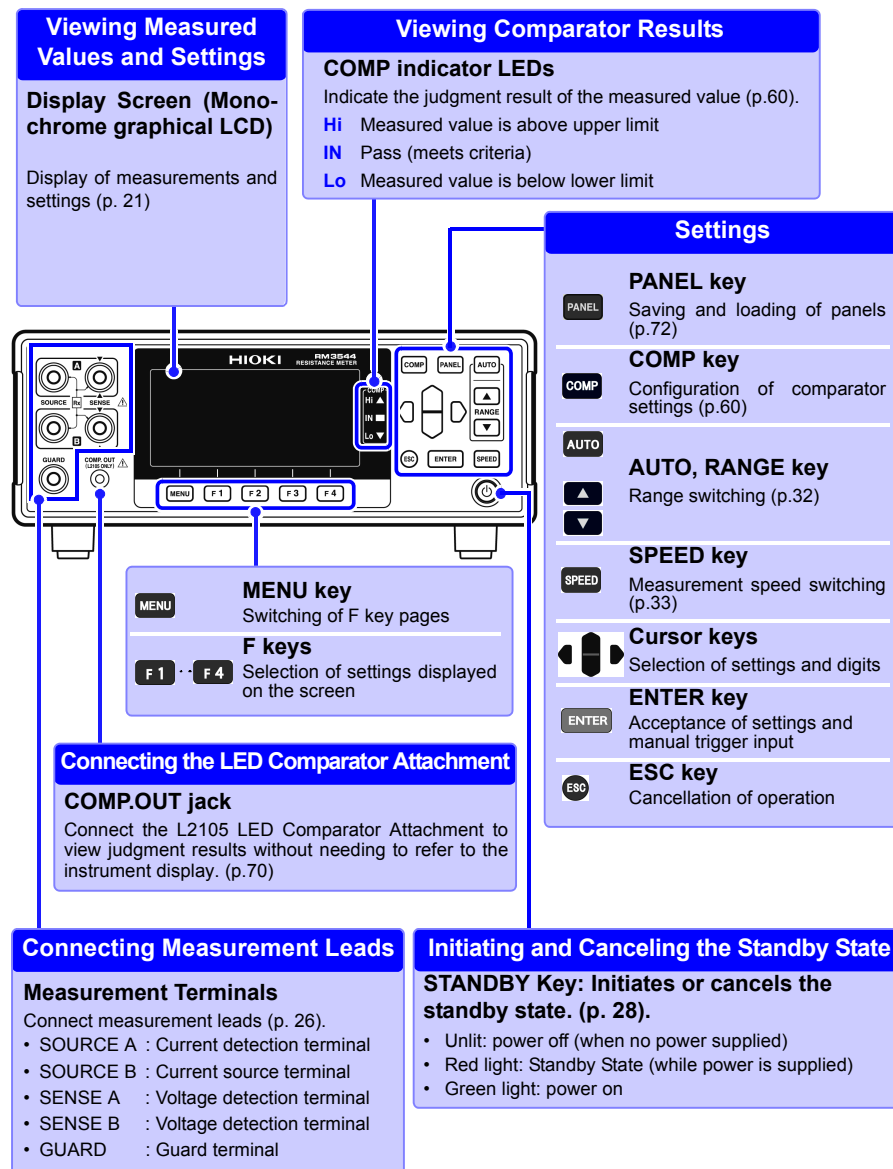 Viewing Measured
Values and Settings
Display Screen (Mono-
chrome graphical LCD)
Display of measurements and
settings (p. 21)
Viewing Comparator Results
COMP indicator LEDs
Indicate the judgment result of the measured value (p.60).
Hi Measured value is above upper limit
IN Pass (meets criteria)
Lo Measured value is below lower limit
Settings
PANEL
PANEL key
Saving and loading of panels
(p.72)
COMP
COMP key
Configuration of comparator
settings (p.60)
AUTO
AUTO, RANGE key
Range switching (p.32)
SPEED
SPEED key
Measurement speed switching
(p.33)
Cursor keys
Selection of settings and digits
ENTER
ENTER key
Acceptance of settings and
manual trigger input
ESC
ESC key
Cancellation of operation
HIOKI
RM3544
RESISTANCE METER
A
SOURCE Rx SENSE
B
GUARD
COMP. OUT
(L2105 ONLY)
COMP
Hi
IN
Lo
COMP PANEL AUTO
RANGE
ESC ENTER SPEED
MENU F 1 F 2 F 3 F 4
MENU
MENU key
Switching of F key pages
F 1 ·· F 4
F keys
Selection of settings displayed
on the screen
Connecting the LED Comparator Attachment
COMP.OUT jack
Connect the L2105 LED Comparator Attachment to
view judgment results without needing to refer to the
instrument display. (p.70)
Connecting Measurement Leads
Measurement Terminals
Connect measurement leads (p. 26).
• SOURCE A : Current detection terminal
• SOURCE B : Current source terminal
• SENSE A : Voltage detection terminal
• SENSE B : Voltage detection terminal
• GUARD : Guard terminal
Initiating and Canceling the Standby State
STANDBY Key: Initiates or cancels the
standby state. (p. 28).
• Unlit: power off (when no power supplied)
• Red light: Standby State (while power is supplied)
• Green light: power on